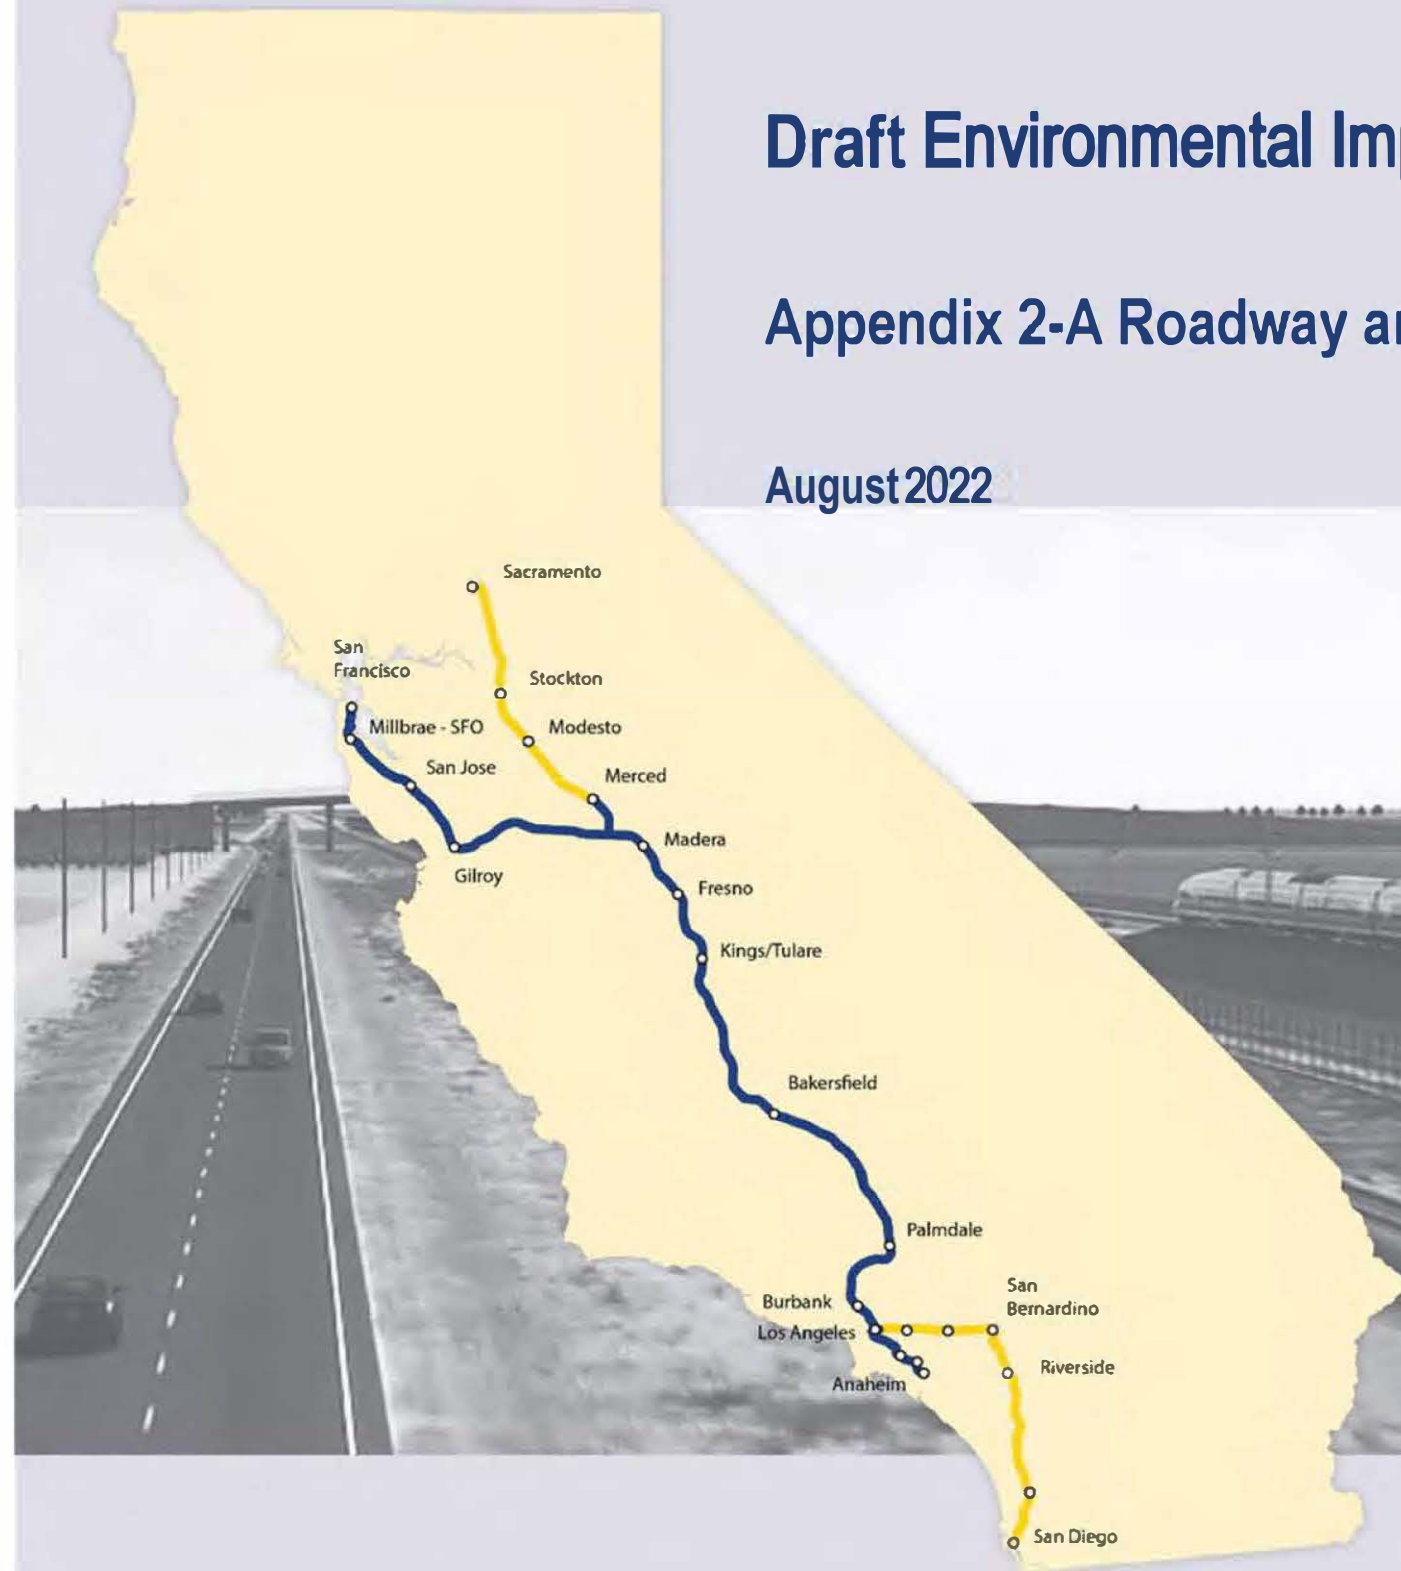 Draft Environmental Im
Appendix 2-A Roadway a
August 2022
Sacramento
San
Francisco
Stockton
Millbrae - SFO
Modesto
San Jose
Merced
Madera
Gilroy
Fresno
Kings/Tulare
Bakersfield
Palmdale
San
Bernardino
Burbank
Los Angeles
Riverside
Anaheim
San Diego